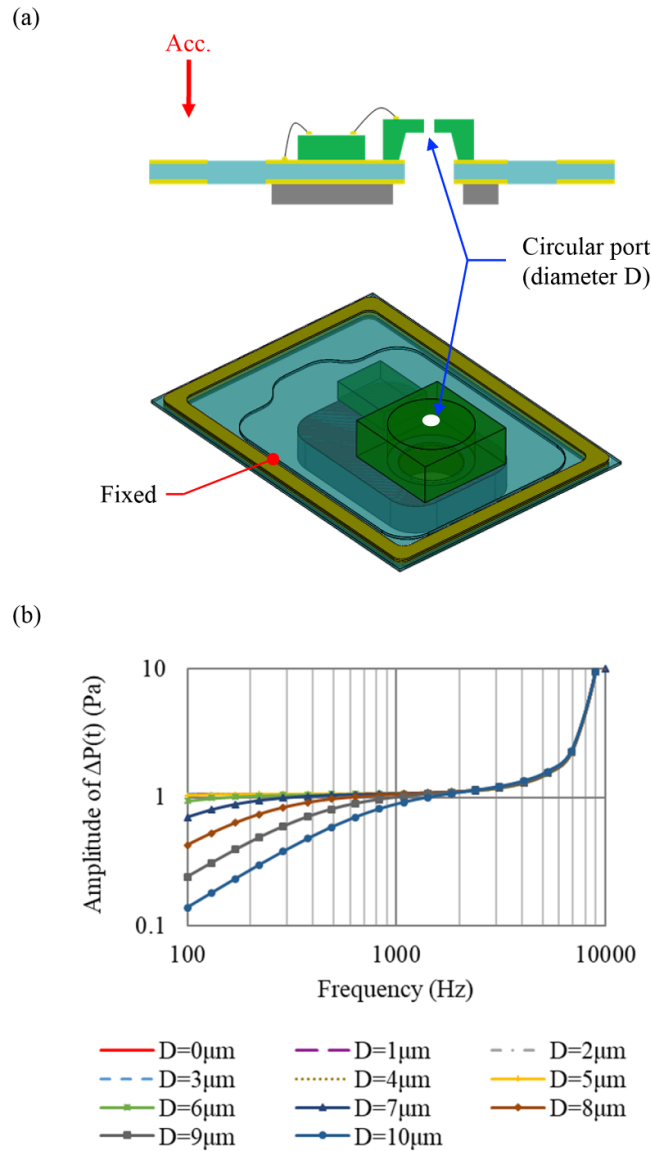 (a)
Acc.
Circular port
(diameter D)
Fixed
(b)
Amplitude of ΔP(t) (Pa)
10
1
0.1
100
1000
10000
Frequency (Hz)
D=0μm
D=1μm
D=2μm
D=3μm
D=4μm
D=5μm
D=6μm
D=7μm
D=8μm
D=9μm
D=10μm